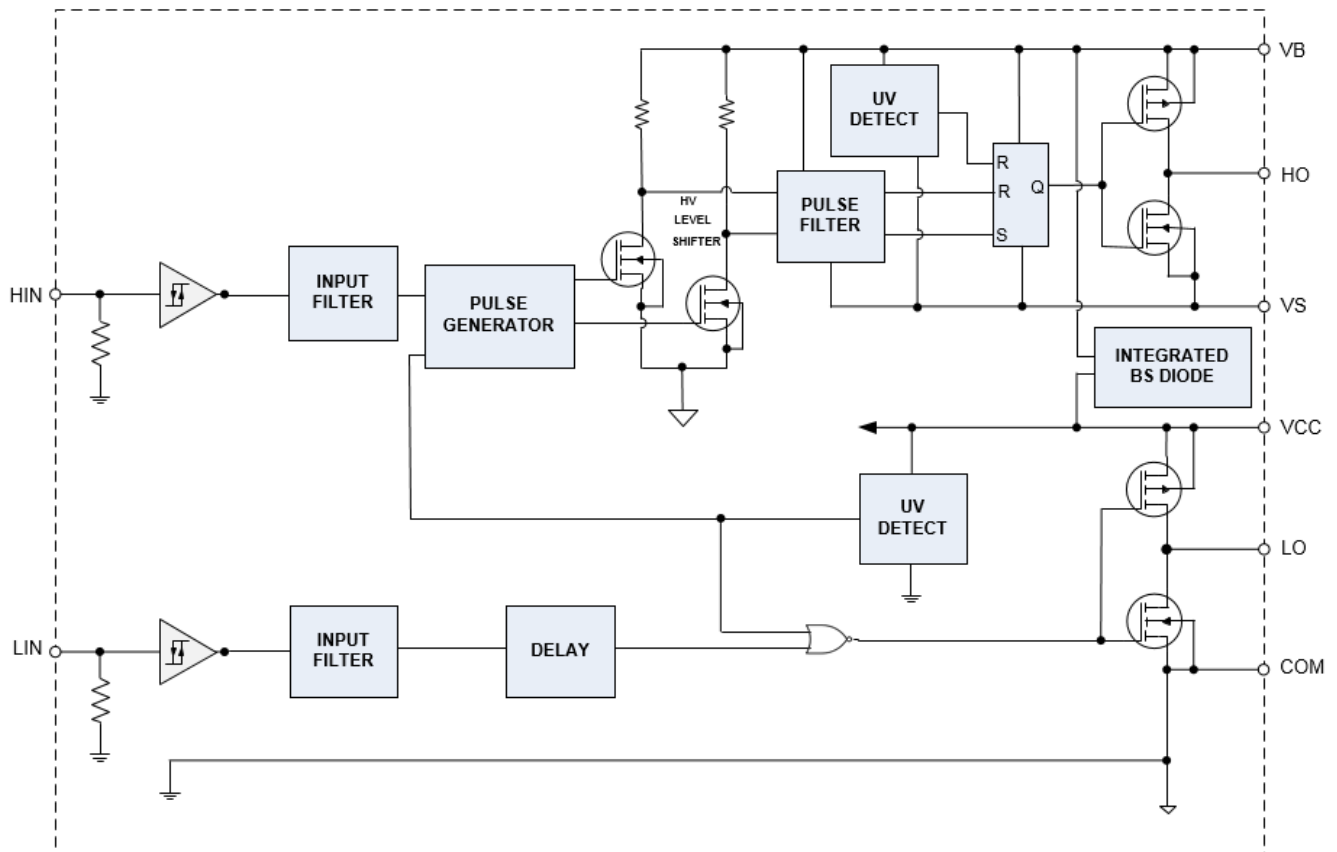 VB
UV
DETECT
R
R
Q
S
HO
HV
LEVEL
SHIFTER
PULSE
FILTER
HIN
INPUT
FILTER
PULSE
GENERATOR
VS
INTEGRATED
BS DIODE
VCC
UV
DETECT
LO
LIN
INPUT
FILTER
DELAY
COM